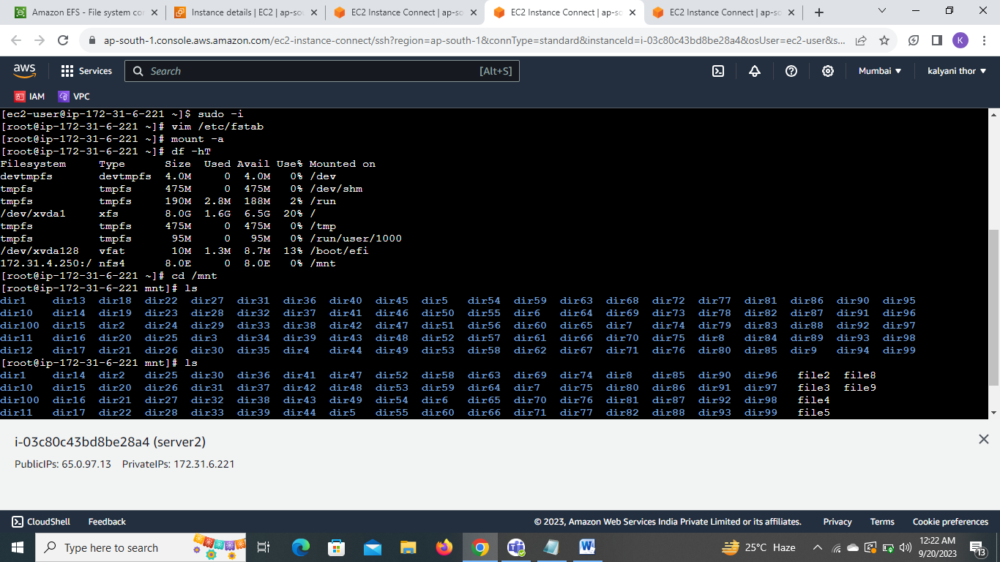 Amazon EFS - File system co
Instance details | EC2 | ap-sou
EC2 Instance Connect | ap-so
EC2 Instance Connect | ap-so
EC2 Instance Connect | ap-so
ap-south-1.console.aws.amazon.com/ec2-instance-connect/ssh?region=ap-south-1&connType=standard&instanceId=i-03c80c43bd8be28a4&osUser=ec2-user&s...
K
aws
Services
Search
[Alt+S]
Mumbai
kalyani thor
IAM
VPC
[ec2-user@ip-172-31-6-221 ~]$ sudo -i
[root@ip-172-31-6-221 ~]# vim /etc/fstab
[root@ip-172-31-6-221 ~]# mount -a
[root@ip-172-31-6-221 ~]# df -hT
Filesystem     Type      Size  Used Avail Use% Mounted on
devtmpfs       devtmpfs  4.0M     0  4.0M   0% /dev
tmpfs          tmpfs     475M     0  475M   0% /dev/shm
tmpfs          tmpfs     190M  2.8M  188M   2% /run
/dev/xvda1     xfs       8.0G  1.6G  6.5G  20% /
tmpfs          tmpfs     475M     0  475M   0% /tmp
tmpfs          tmpfs      95M     0   95M   0% /run/user/1000
/dev/xvda128   vfat       10M  1.3M  8.7M  13% /boot/efi
172.31.4.250:/ nfs4      8.0E     0  8.0E   0% /mnt
[root@ip-172-31-6-221 ~]# cd /mnt
[root@ip-172-31-6-221 mnt]# ls
dir1    dir13  dir18  dir22  dir27  dir31  dir36  dir40  dir45  dir5   dir54  dir59  dir63  dir68  dir72  dir77  dir81  dir86  dir90  dir95
dir10   dir14  dir19  dir23  dir28  dir32  dir37  dir41  dir46  dir50  dir55  dir6   dir64  dir69  dir73  dir78  dir82  dir87  dir91  dir96
dir100  dir15  dir2   dir24  dir29  dir33  dir38  dir42  dir47  dir51  dir56  dir60  dir65  dir7   dir74  dir79  dir83  dir88  dir92  dir97
dir11   dir16  dir20  dir25  dir3   dir34  dir39  dir43  dir48  dir52  dir57  dir61  dir66  dir70  dir75  dir8   dir84  dir89  dir93  dir98
dir12   dir17  dir21  dir26  dir30  dir35  dir4   dir44  dir49  dir53  dir58  dir62  dir67  dir71  dir76  dir80  dir85  dir9   dir94  dir99
[root@ip-172-31-6-221 mnt]# ls
dir1    dir14  dir2   dir25  dir30  dir36  dir41  dir47  dir52  dir58  dir63  dir69  dir74  dir8   dir85  dir90  dir96   file2  file8
dir10   dir15  dir20  dir26  dir31  dir37  dir42  dir48  dir53  dir59  dir64  dir7   dir75  dir80  dir86  dir91  dir97   file3  file9
dir100  dir16  dir21  dir27  dir32  dir38  dir43  dir49  dir54  dir6   dir65  dir70  dir76  dir81  dir87  dir92  dir98   file4
dir11   dir17  dir22  dir28  dir33  dir39  dir44  dir5   dir55  dir60  dir66  dir71  dir77  dir82  dir88  dir93  dir99   file5
i-03c80c43bd8be28a4 (server2)
PublicIPs: 65.0.97.13 PrivateIPs: 172.31.6.221
CloudShell
Feedback
© 2023, Amazon Web Services India Private Limited or its affiliates.
Privacy
Terms
Cookie preferences
Type here to search
25°C Haze
12:22 AM
9/20/2023
13